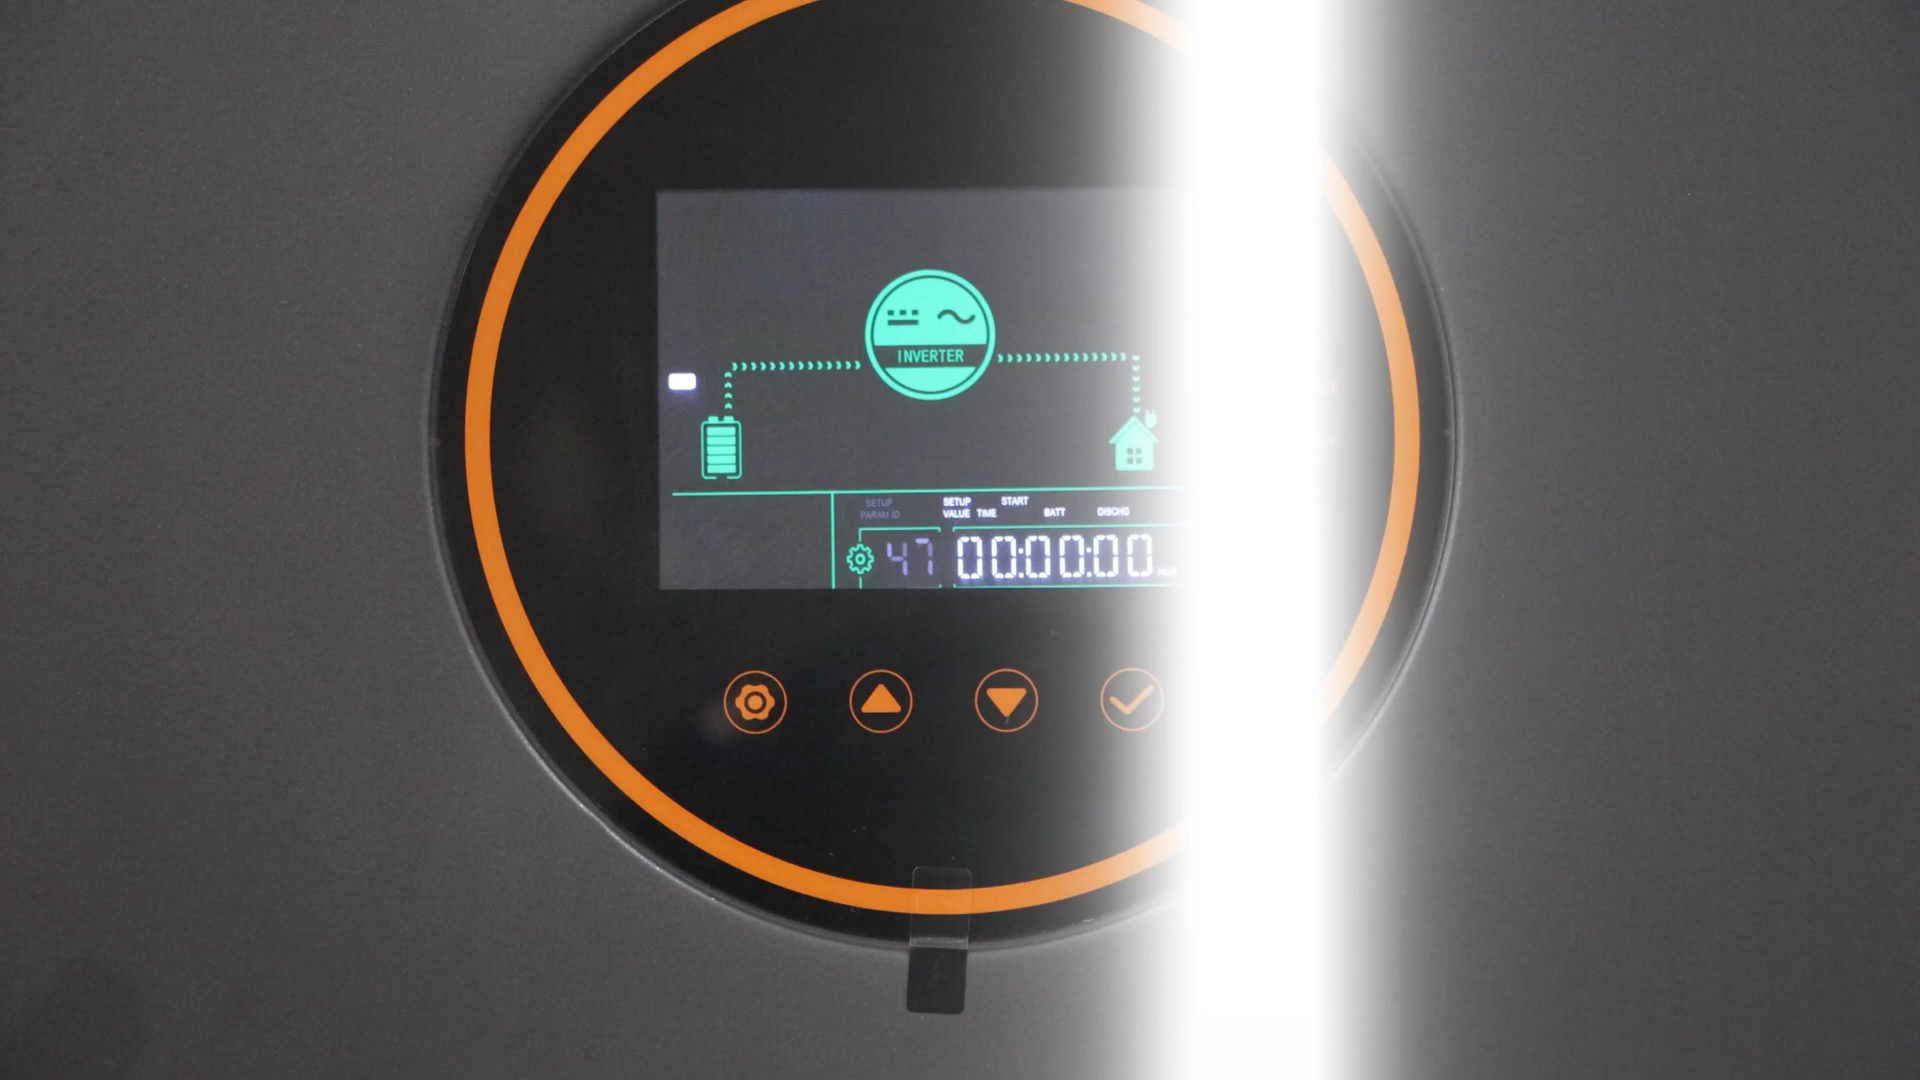 INVERTER
SETUP START
PARAM ID VALUE TIME BATT DISCHG
SETUP
47 00:00:00